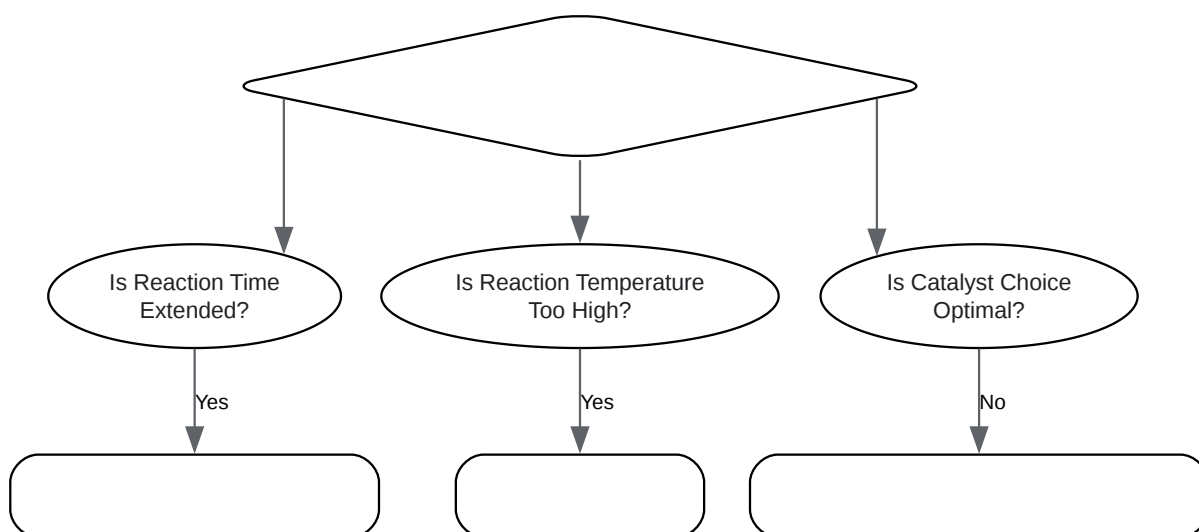 Is Reaction Time
Extended?
Is Reaction Temperature
Too High?
Is Catalyst Choice
Optimal?
Yes
Yes
No